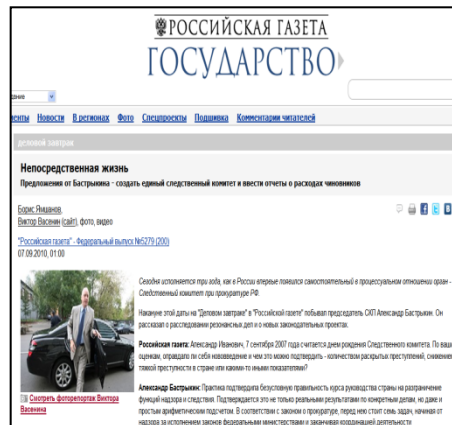 РОССИЙСКАЯ ГАЗЕТА
ГОСУДАРСТВО
Новости В регионах Фото Спецпроекты Подшивка Комментарии читателей
деловой завтрак
Непосредственная жизнь
Предложения от Бастрыкина - создать единый следственный комитет и ввести отчеты о расходах чиновников
Борис Ямшанов,
Виктор Васенин (сайт), фото, видео
"Российская газета" - Федеральный выпуск №5279 (200)
07.09.2010, 01:00
Сегодня исполняется три года, как в России впервые появился самостоятельный в процессуальном отношении орган -
Следственный комитет при прокуратуре РФ.
Накануне этой даты на "Деловом завтраке" в "Российской газете" побывал председатель СКП Александр Бастрыкин. Он
рассказал о расследовании резонансных дел и о новых законодательных проектах.
Российская газета: Александр Иванович, 7 сентября 2007 года считается днем рождения Следственного комитета. По вашим
оценкам, оправдало ли себя нововведение и чем это можно подтвердить - количеством раскрытых преступлений, снижением
тяжкой преступности в стране или какими-то иными показателями?
Александр Бастрыкин: Практика подтвердила безусловную правильность курса руководства страны на разграничение
функций надзора и следствия. Подтверждается это не только реальными результатами по конкретным делам, но даже и
простым арифметическим подсчетом. В соответствии с законом о прокуратуре, перед нею стоит семь задач, начиная от
надзора за исполнением законов федеральными министерствами и заканчивая координацией деятельности
Смотреть фоторепортаж Виктора
Васенина